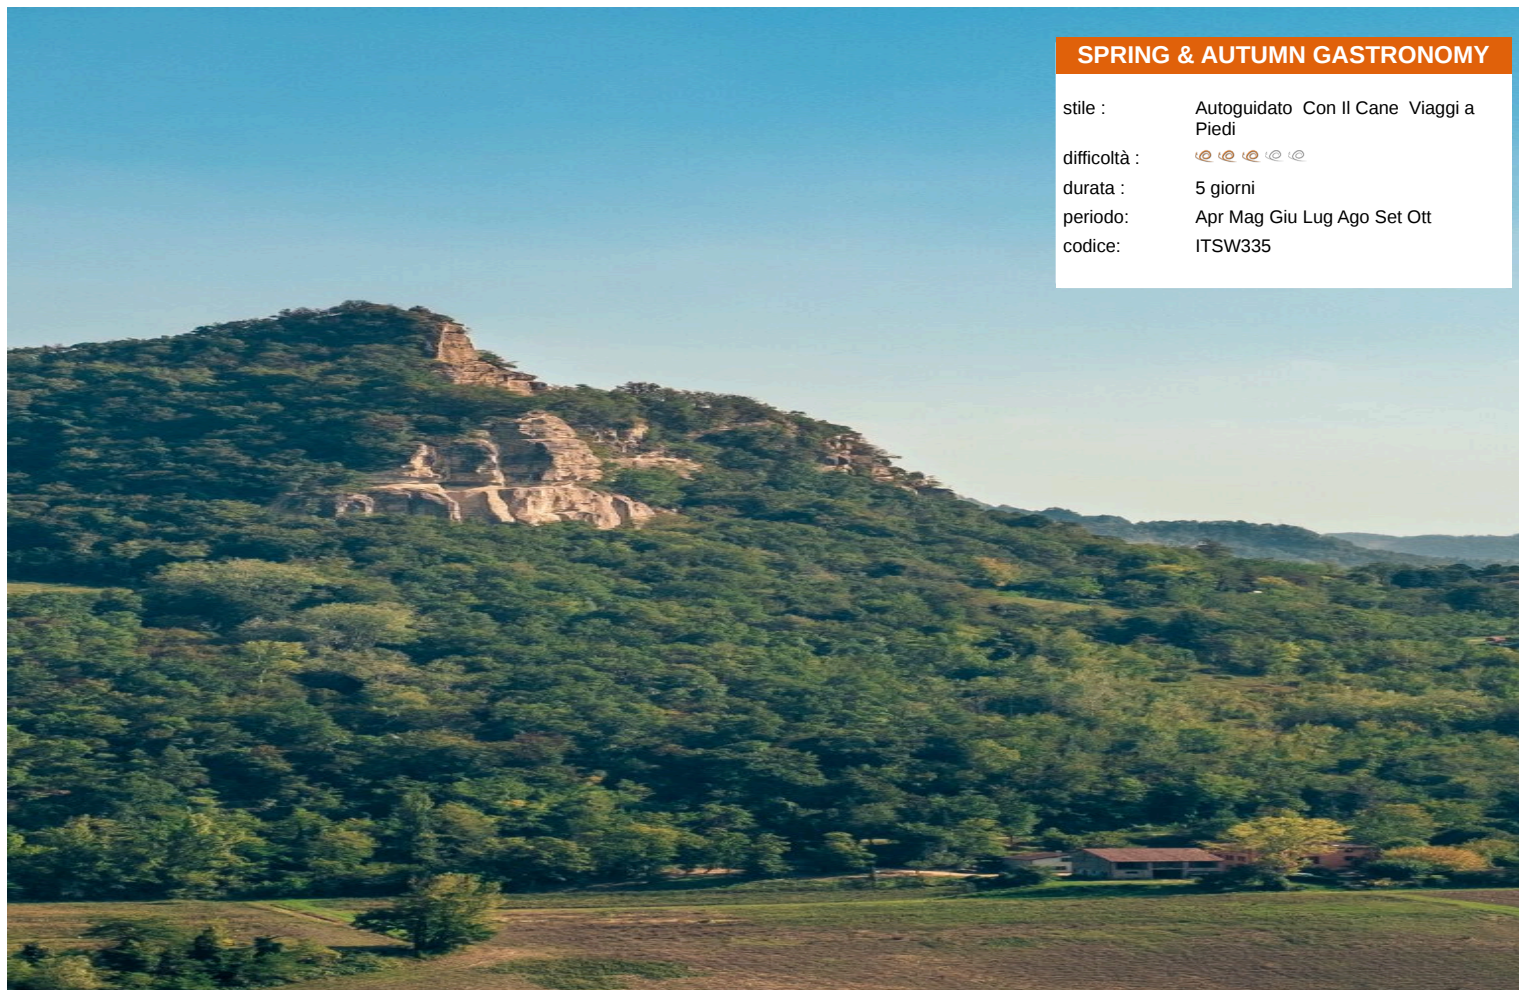 SPRING & AUTUMN GASTRONOMY
stile : Autoguidato Con Il Cane Viaggi a
Piedi
difficoltà :
durata : 5 giorni
periodo: Apr Mag Giu Lug Ago Set Ott
codice: ITSW335